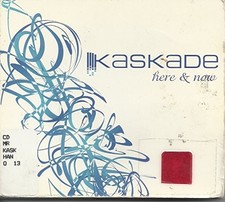 KASKADE
here & now
CD
MR
KASK
HAN
0 13